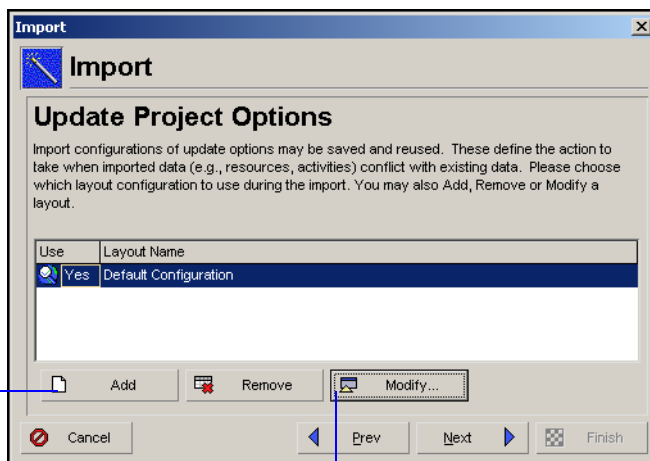 Import
Import
Update Project Options
Import configurations of update options may be saved and reused. These define the action to
take when imported data (e.g., resources, activities) conflict with existing data. Please choose
which layout configuration to use during the import. You may also Add, Remove or Modify a
layout.
Use Layout Name
Yes Default Configuration
Add Remove Modify...
Cancel Prev Next Finish